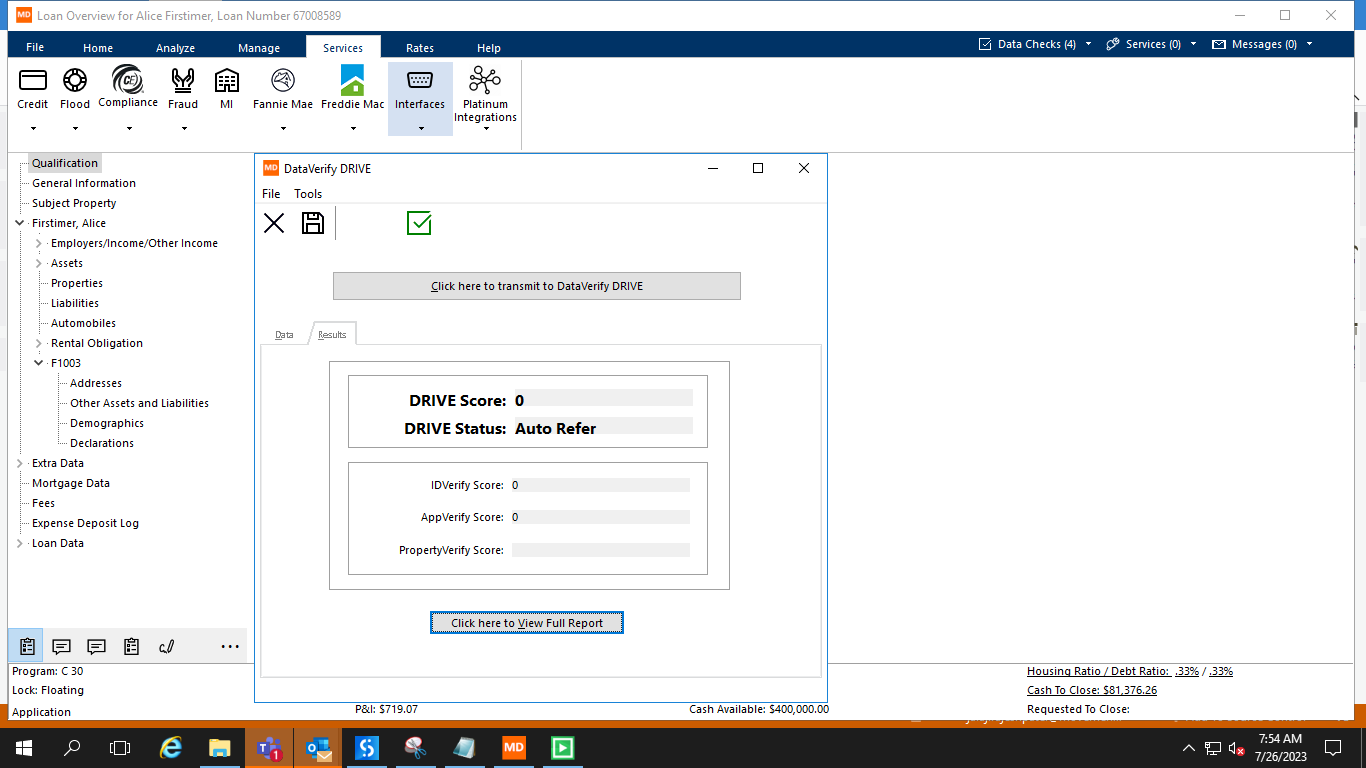 MD Loan Overview for Alice Firstimer, Loan Number 67008589
File Home Analyze Manage Services Rates Help Data Checks (4) Services (0) Messages (0)
Credit Flood Compliance Fraud MI Fannie Mae Freddie Mac Interfaces Platinum Integrations
Qualification
General Information
Subject Property
Firstimer, Alice
Employers/Income/Other Income
Assets
Properties
Liabilities
Automobiles
Rental Obligation
F1003
Addresses
Other Assets and Liabilities
Demographics
Declarations
Extra Data
Mortgage Data
Fees
Expense Deposit Log
Loan Data
MD DataVerify DRIVE
File Tools
Click here to transmit to DataVerify DRIVE
Data Results
DRIVE Score: 0
DRIVE Status: Auto Refer
IDVerify Score: 0
AppVerify Score: 0
PropertyVerify Score:
Click here to View Full Report
Program: C 30
Lock: Floating
Application
P&I: $719.07
Cash Available: $400,000.00
Housing Ratio / Debt Ratio: .33% / .33%
Cash To Close: $81,376.26
Requested To Close:
1
MD
7:54 AM
7/26/2023